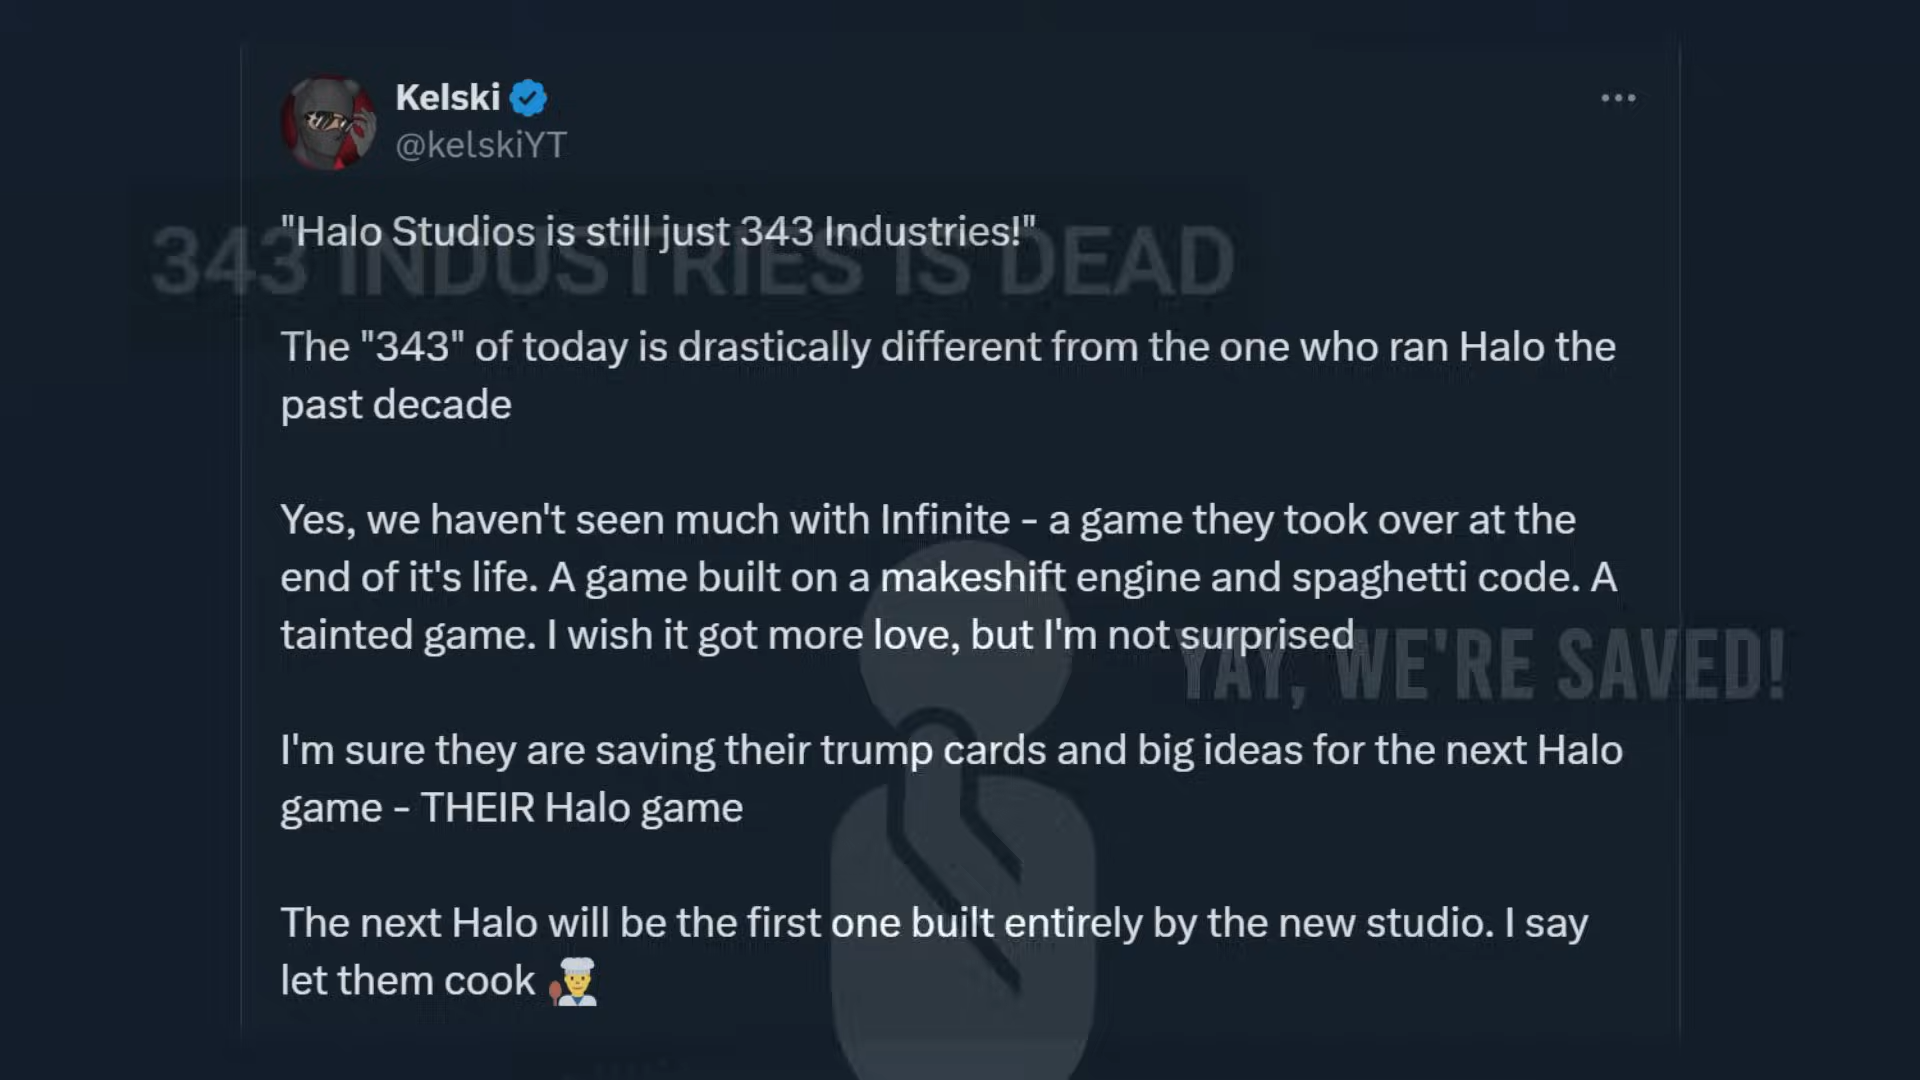 Kelski
@kelskiYT
"Halo Studios is still just 343 Industries!"
343 INDUSTRIES IS DEAD
The "343" of today is drastically different from the one who ran Halo the
past decade
Yes, we haven't seen much with Infinite - a game they took over at the
end of it's life. A game built on a makeshift engine and spaghetti code. A
tainted game. I wish it got more love, but I'm not surprised
YAY, WE'RE SAVED!
I'm sure they are saving their trump cards and big ideas for the next Halo
game - THEIR Halo game
The next Halo will be the first one built entirely by the new studio. I say
let them cook